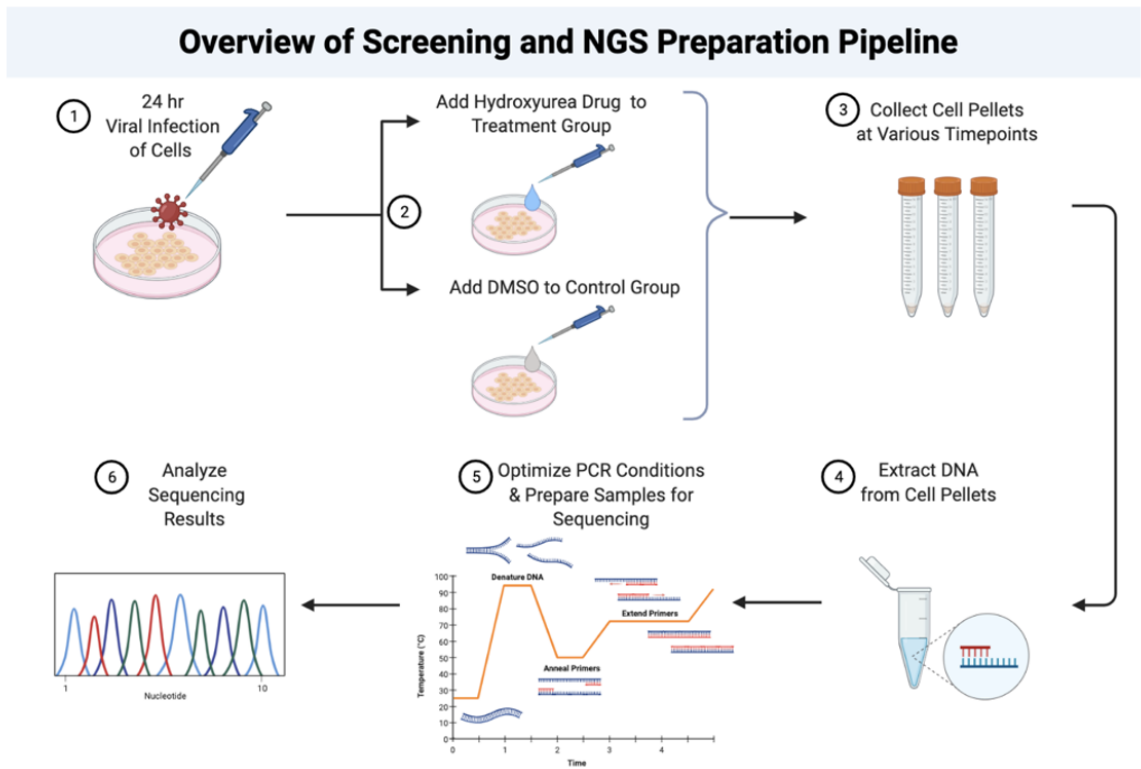 Overview of Screening and NGS Preparation Pipeline
1
24 hr
Viral Infection
of Cells
2
Add Hydroxyurea Drug to
Treatment Group
Add DMSO to Control Group
3
Collect Cell Pellets
at Various Timepoints
4
Extract DNA
from Cell Pellets
5
Optimize PCR Conditions
& Prepare Samples for
Sequencing
Denature DNA
Anneal Primers
Extend Primers
Temperature (°C)
100
90
80
70
60
50
40
30
20
10
0
0 1 2 3 4
Time
6
Analyze
Sequencing
Results
1 10
Nucleotide